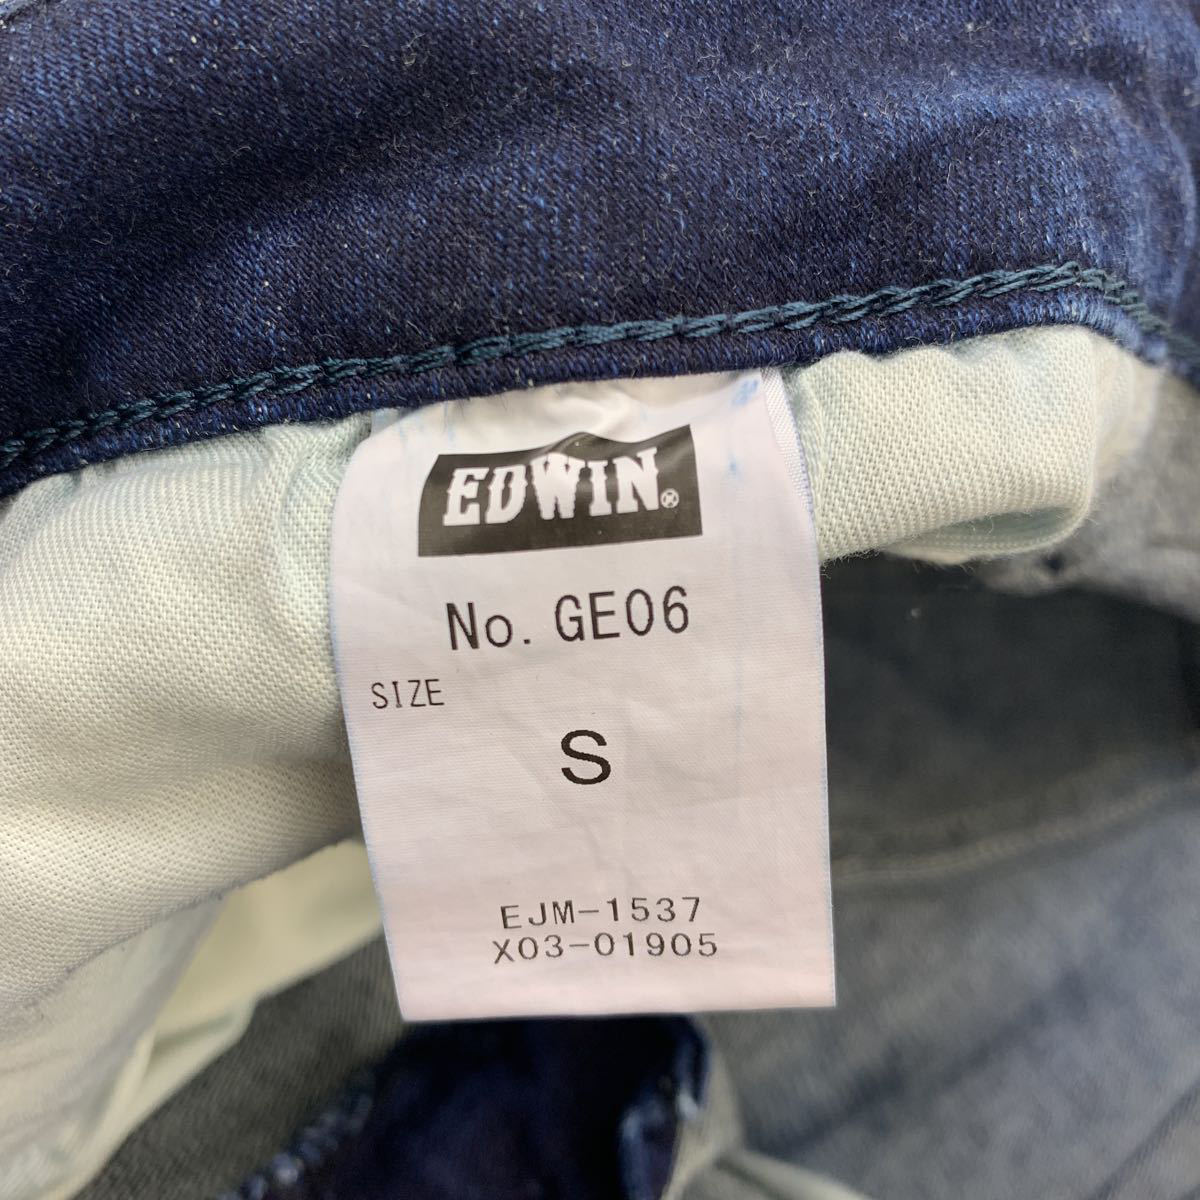 EDWIN®
No. GE06
SIZE
S
EJM-1537
X03-01905